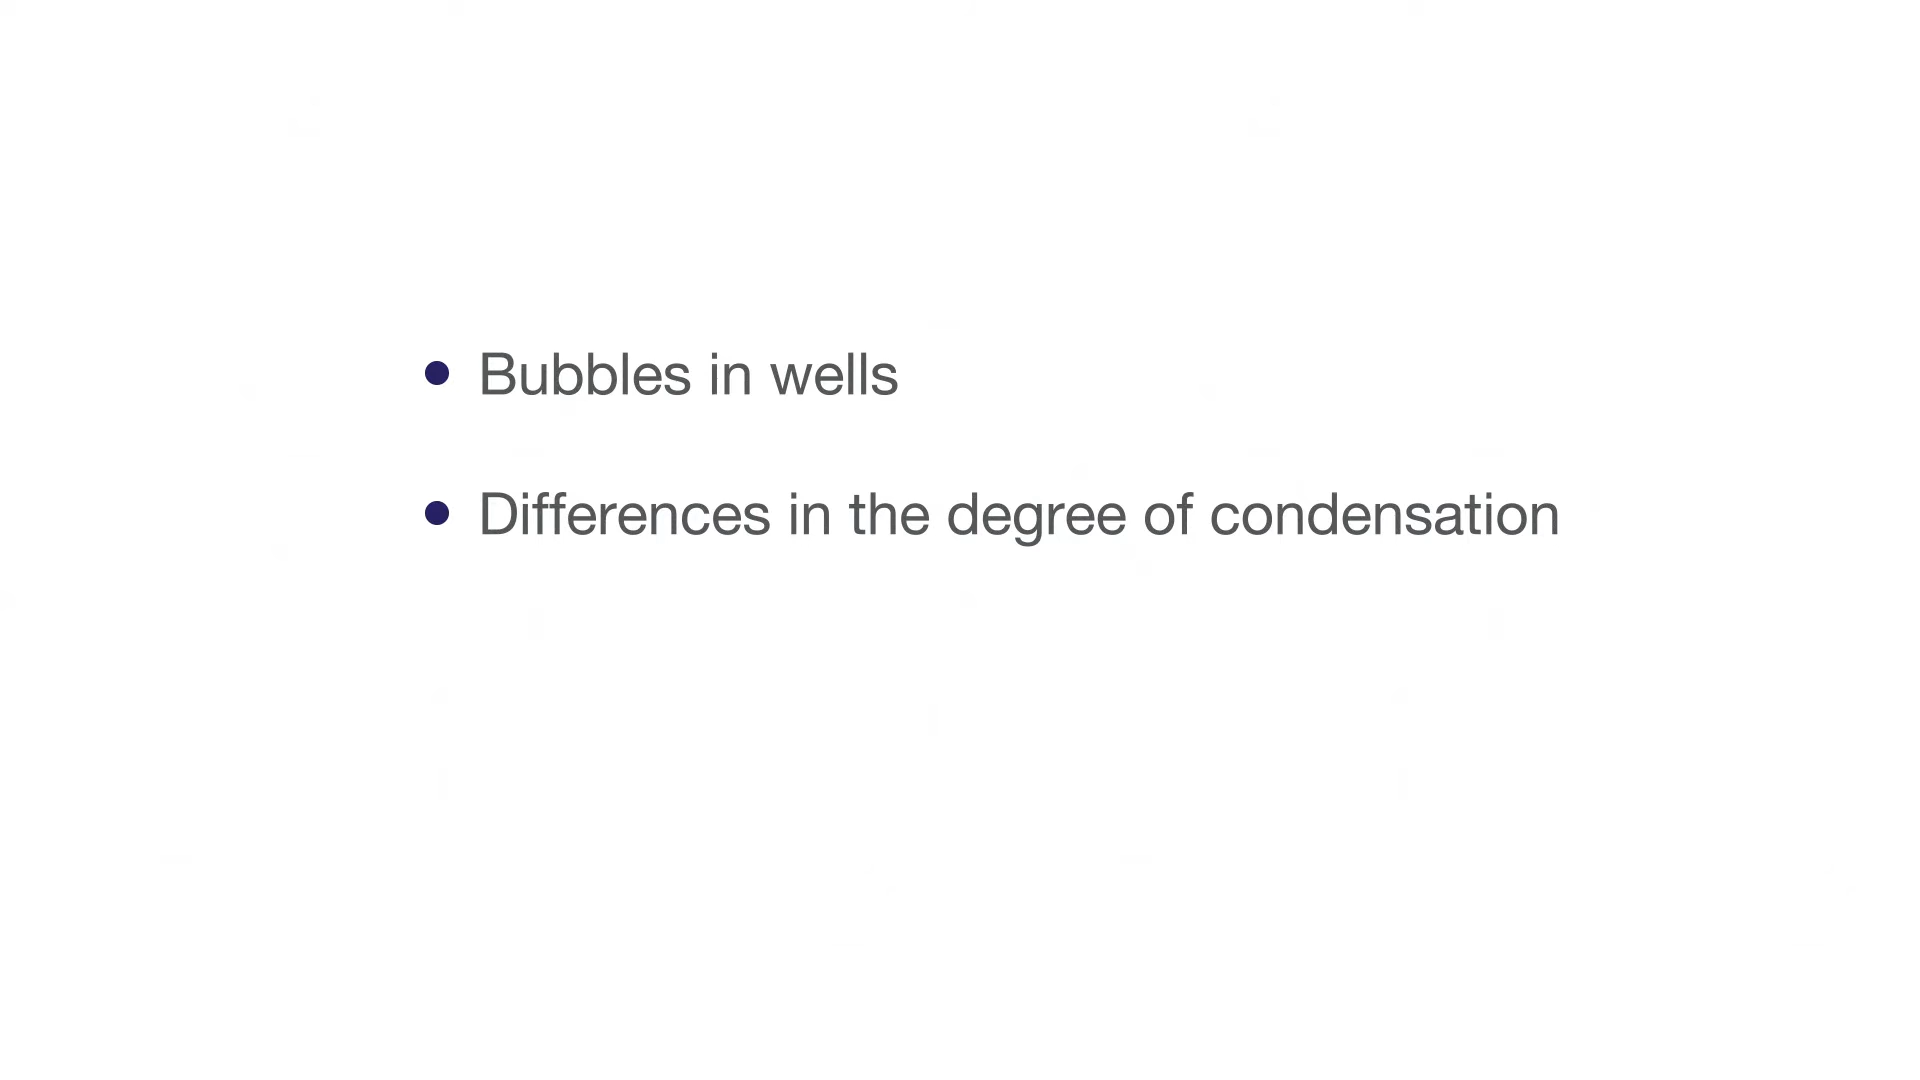 • Bubbles in wells
• Differences in the degree of condensation